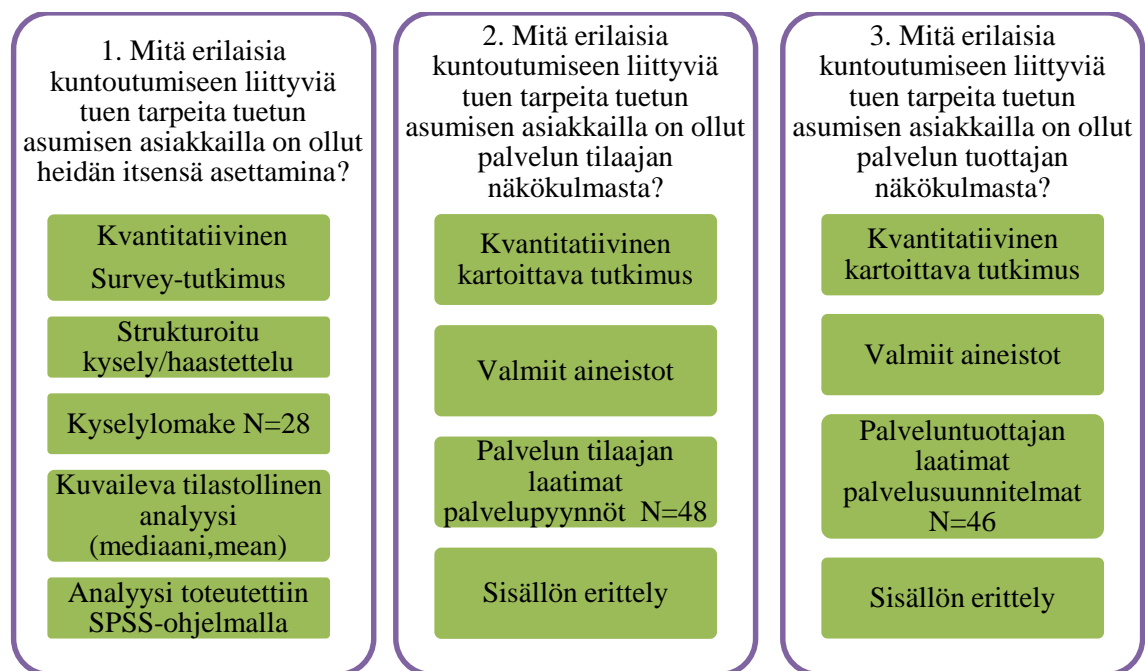 1. Mitä erilaisia
kuntoutumiseen liittyviä
tuen tarpeita tuetun
asumisen asiakkailla on ollut
heidän itsensä asettamina?
Kvantitatiivinen
Survey-tutkimus
Strukturoitu
kysely/haastettelu
Kyselylomake N=28
Kuvaileva tilastollinen
analyysi
(mediaani,mean)
Analyysi toteutettiin
SPSS-ohjelmalla
2. Mitä erilaisia
kuntoutumiseen liittyviä
tuen tarpeita tuetun
asumisen asiakkailla on ollut
palvelun tilaajan
näkökulmasta?
Kvantitatiivinen
kartoittava tutkimus
Valmiit aineistot
Palvelun tilaajan
laatimat
palvelupyynnöt N=48
Sisällön erittely
3. Mitä erilaisia
kuntoutumiseen liittyviä
tuen tarpeita tuetun
asumisen asiakkailla on ollut
palvelun tuottajan
näkökulmasta?
Kvantitatiivinen
kartoittava tutkimus
Valmiit aineistot
Palveluntuottajan
laatimat
palvelusuunnitelmat
N=46
Sisällön erittely